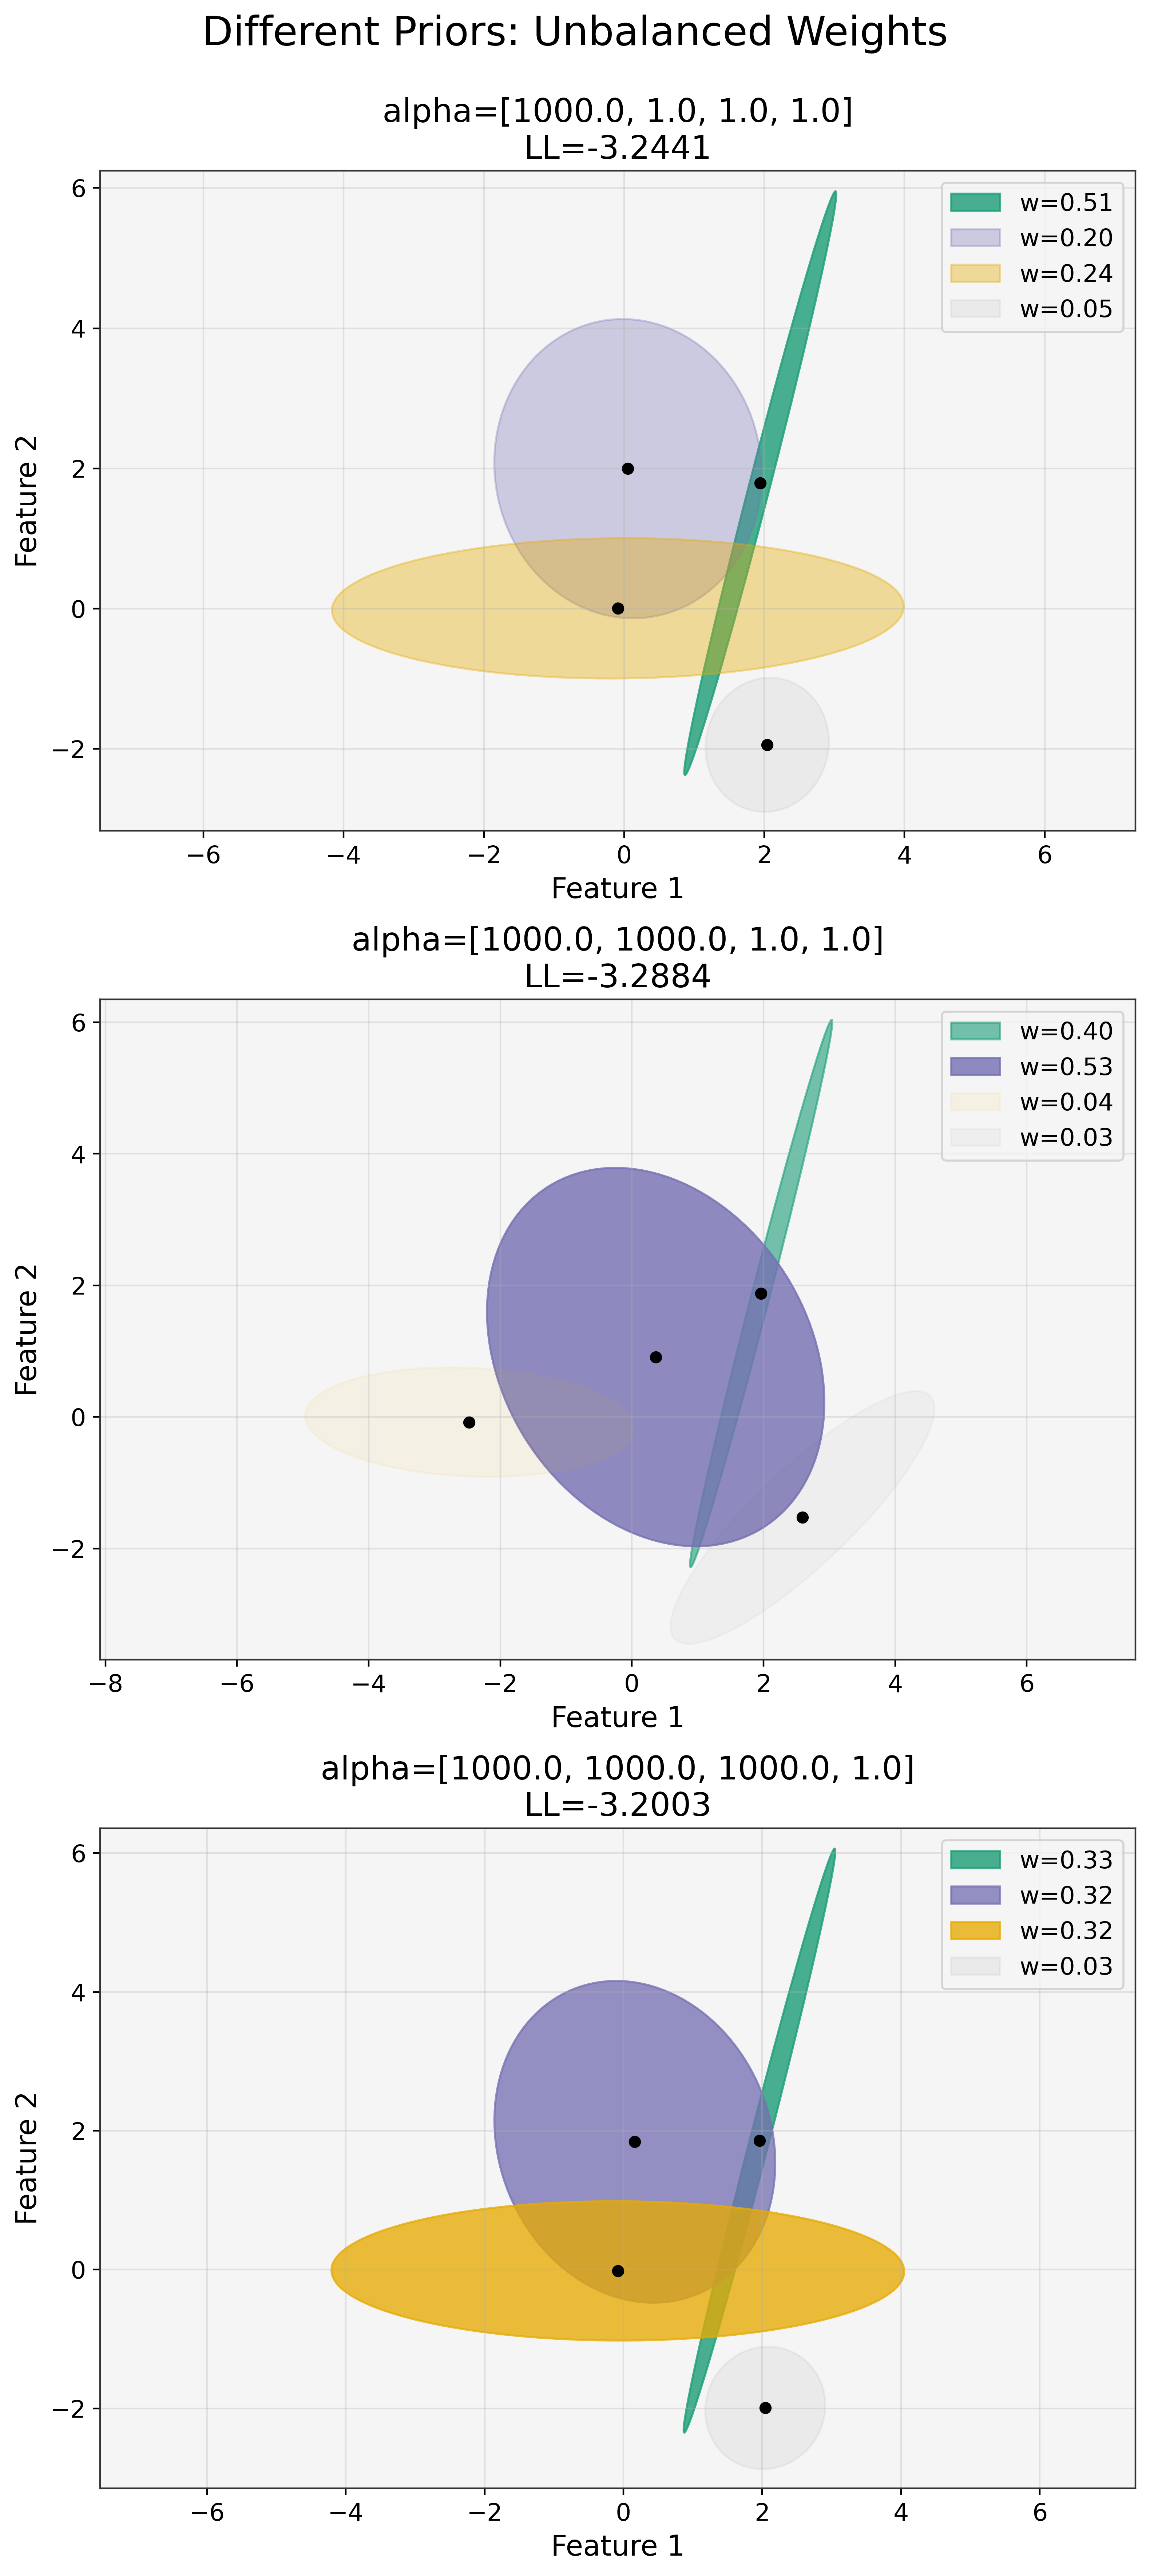 Different Priors: Unbalanced Weights
alpha=[1000.0, 1.0, 1.0, 1.0]
LL=-3.2441
w=0.51
w=0.20
w=0.24
w=0.05
6
4
2
0
−2
Feature 2
−6 −4 −2 0 2 4 6
Feature 1
alpha=[1000.0, 1000.0, 1.0, 1.0]
LL=-3.2884
w=0.40
w=0.53
w=0.04
w=0.03
6
4
2
0
−2
Feature 2
−8 −6 −4 −2 0 2 4 6
Feature 1
alpha=[1000.0, 1000.0, 1000.0, 1.0]
LL=-3.2003
w=0.33
w=0.32
w=0.32
w=0.03
6
4
2
0
−2
Feature 2
−6 −4 −2 0 2 4 6
Feature 1